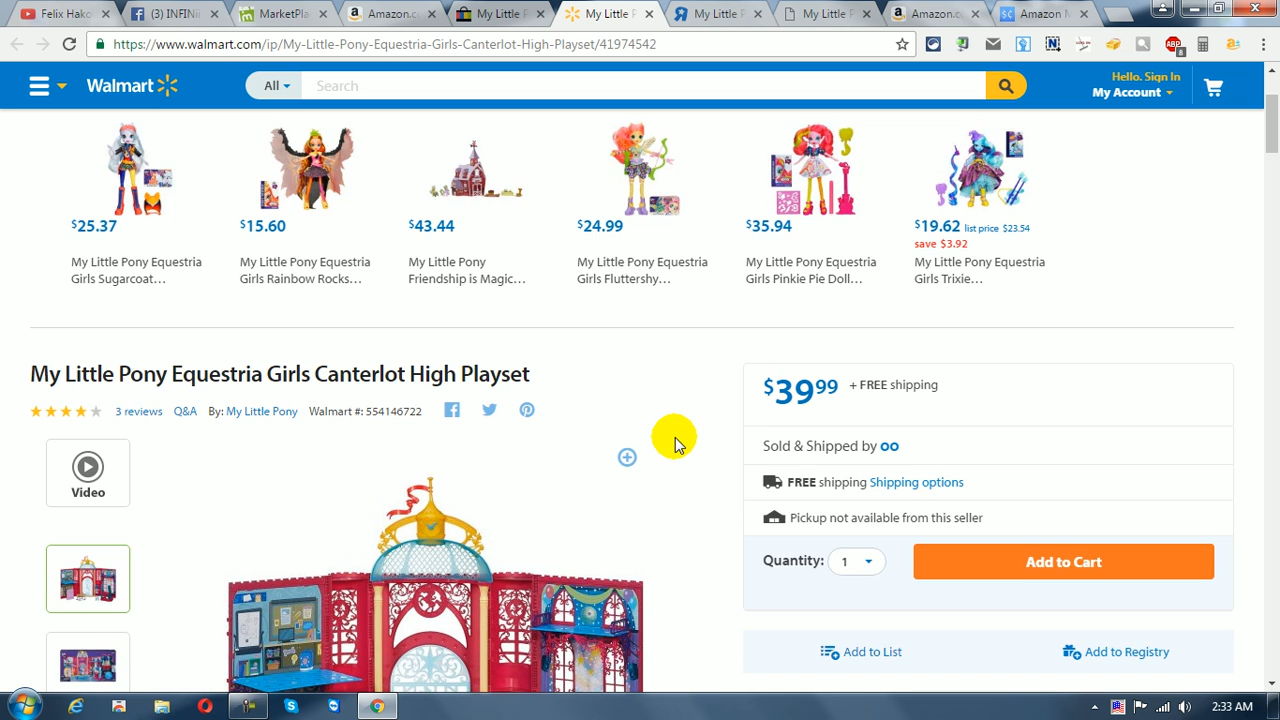 Felix Hako
(3) INFINi
MarketPla
Amazon.c
My Little P
My Little P
My Little P
My Little P
Amazon.co
Amazon M
https://www.walmart.com/ip/My-Little-Pony-Equestria-Girls-Canterlot-High-Playset/41974542
ABP
8
Walmart
All
Search
Hello. Sign In
My Account
$25.37
$15.60
$43.44
$24.99
$35.94
$19.62 list price $23.54
save $3.92
My Little Pony Equestria
Girls Sugarcoat…
My Little Pony Equestria
Girls Rainbow Rocks…
My Little Pony
Friendship is Magic…
My Little Pony Equestria
Girls Fluttershy…
My Little Pony Equestria
Girls Pinkie Pie Doll…
My Little Pony Equestria
Girls Trixie…
My Little Pony Equestria Girls Canterlot High Playset
3 reviews Q&A By: My Little Pony Walmart #: 554146722
Video
$39.99 + FREE shipping
Sold & Shipped by oo
FREE shipping Shipping options
Pickup not available from this seller
Quantity: 1
Add to Cart
Add to List
Add to Registry
2:33 AM